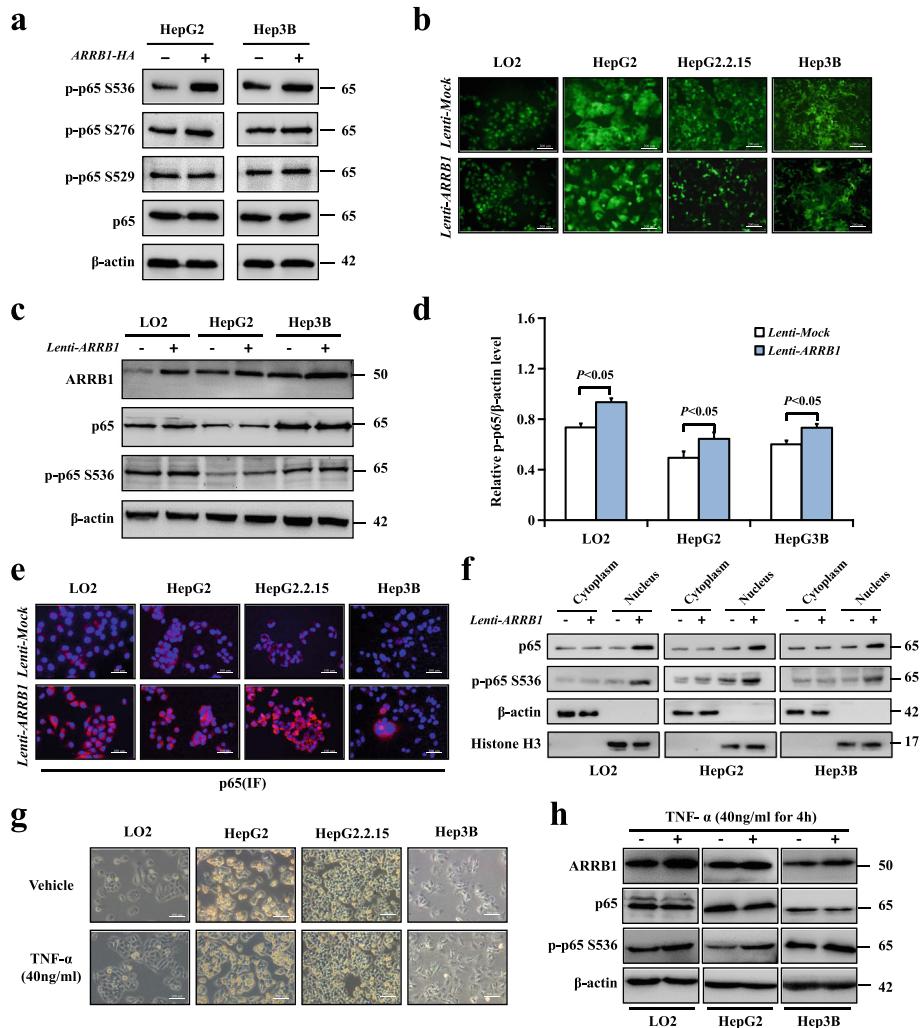 a
HepG2 Hep3B
ARRB1-HA − + − +
p-p65 S536 65
p-p65 S276 65
p-p65 S529 65
p65 65
β-actin 42
b
LO2 HepG2 HepG2.2.15 Hep3B
Lenti-Mock
Lenti-ARRB1
c
LO2 HepG2 Hep3B
Lenti-ARRB1 - + - + - +
ARRB1 50
p65 65
p-p65 S536 65
β-actin 42
d
Relative p-p65/β-actin level
1.6
1.2
0.8
0.4
0
Lenti-Mock
Lenti-ARRB1
P<0.05
P<0.05
P<0.05
LO2 HepG2 HepG3B
e
LO2 HepG2 HepG2.2.15 Hep3B
Lenti-Mock
Lenti-ARRB1
p65(IF)
f
Cytoplasm Nucleus Cytoplasm Nucleus Cytoplasm Nucleus
Lenti-ARRB1 - + - + - + - + - + - +
p65 65
p-p65 S536 65
β-actin 42
Histone H3 17
LO2 HepG2 Hep3B
g
LO2 HepG2 HepG2.2.15 Hep3B
Vehicle
TNF-α
(40ng/ml)
h
TNF- α (40ng/ml for 4h)
- + - + - +
ARRB1 50
p65 65
p-p65 S536 65
β-actin 42
LO2 HepG2 Hep3B